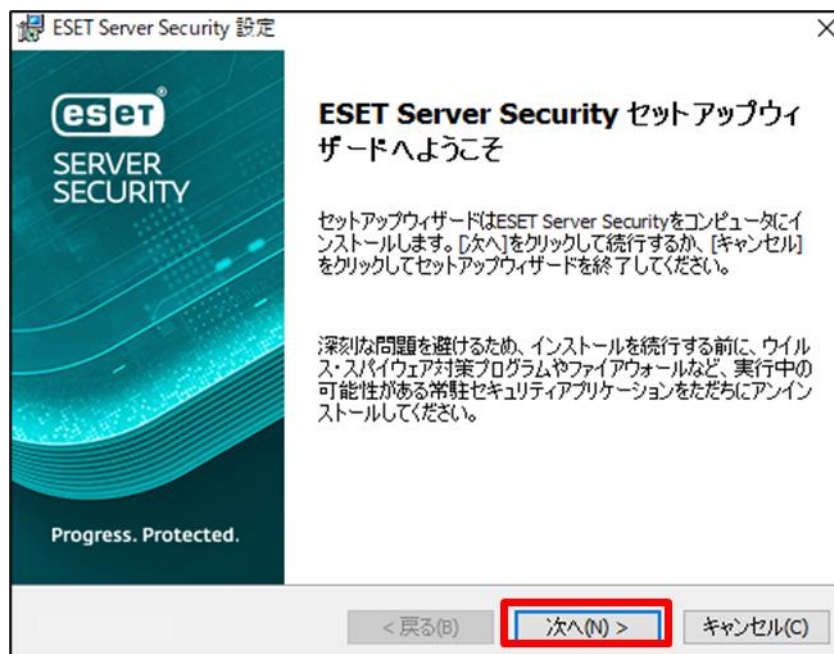 ESET Server Security 設定
eset®
SERVER
SECURITY
Progress. Protected.
ESET Server Security セットアップウィ
ザードへようこそ
セットアップウィザードはESET Server Securityをコンピュータにイ
ンストールします。[次へ]をクリックして続行するか、[キャンセル]
をクリックしてセットアップウィザードを終了してください。
深刻な問題を避けるため、インストールを続行する前に、ウイル
ス・スパイウェア対策プログラムやファイアウォールなど、実行中の
可能性がある常駐セキュリティアプリケーションをただちにアンイン
ストールしてください。
< 戻る(B)
次へ(N) >
キャンセル(C)